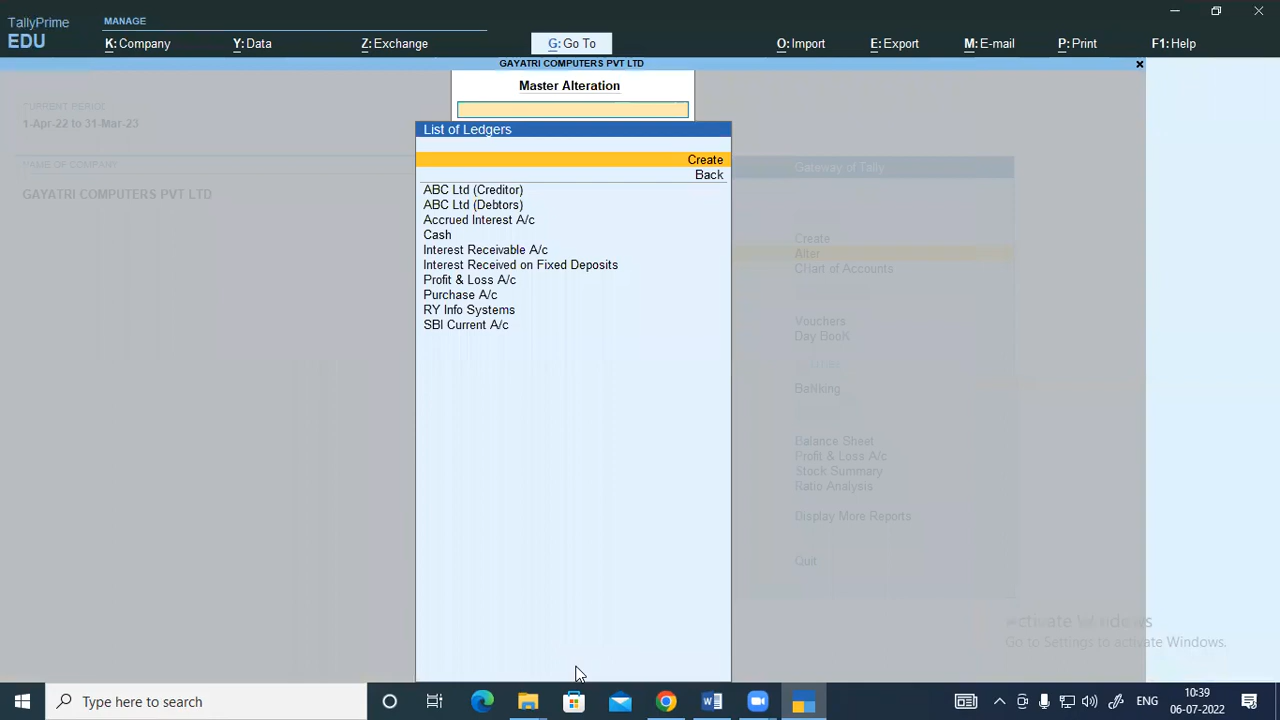 TallyPrime
EDU
MANAGE
K: Company
Y: Data
Z: Exchange
G: Go To
O: Import
E: Export
M: E-mail
P: Print
F1: Help
GAYATRI COMPUTERS PVT LTD
×
Master Alteration
CURRENT PERIOD
1-Apr-22 to 31-Mar-23
NAME OF COMPANY
GAYATRI COMPUTERS PVT LTD
List of Ledgers
Create
Back
ABC Ltd (Creditor)
ABC Ltd (Debtors)
Accrued Interest A/c
Cash
Interest Receivable A/c
Interest Received on Fixed Deposits
Profit & Loss A/c
Purchase A/c
RY Info Systems
SBI Current A/c
Gateway of Tally
Create
Alter
CHart of Accounts
Vouchers
Day BooK
BaNking
Balance Sheet
Profit & Loss A/c
Stock Summary
Ratio Analysis
Display More Reports
Quit
Activate Windows
Go to Settings to activate Windows.
Type here to search
ENG
10:39
06-07-2022